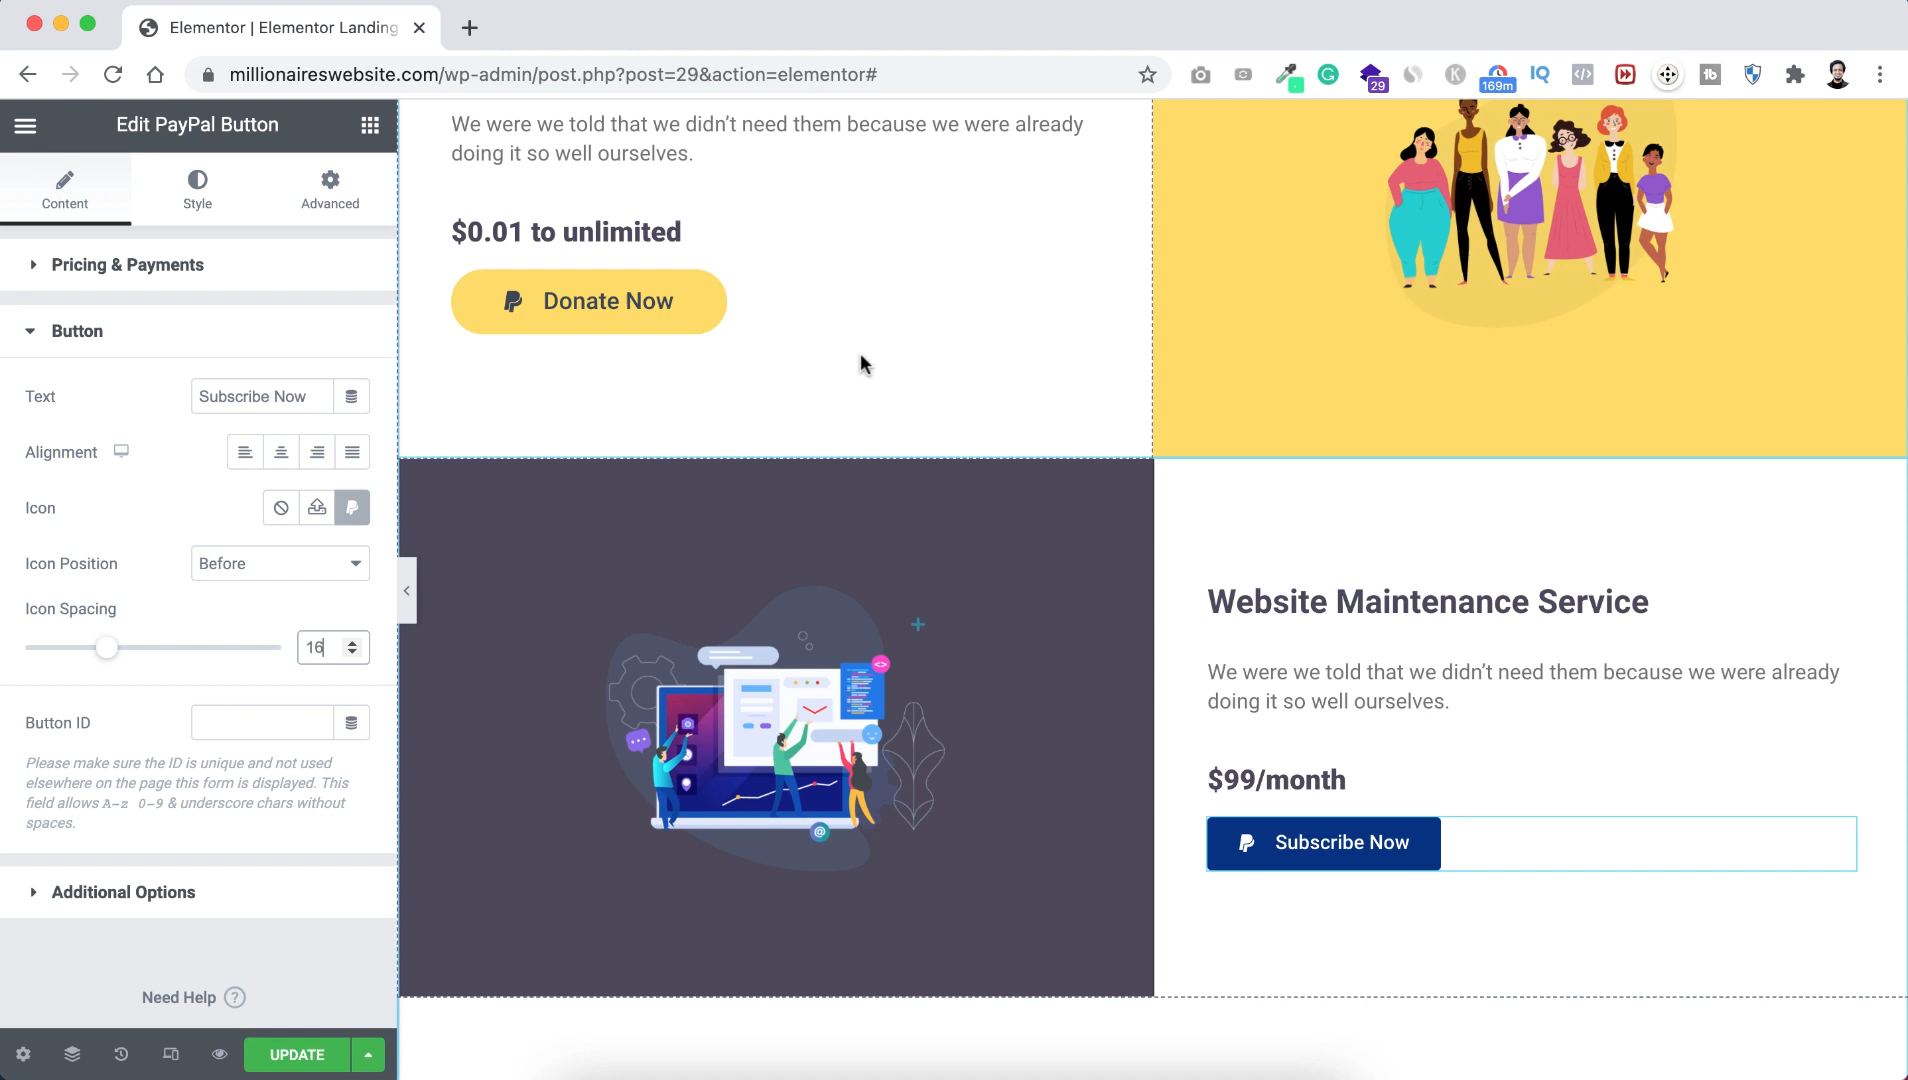 Elementor | Elementor Landing
millionaireswebsite.com/wp-admin/post.php?post=29&action=elementor#
29
169m
IQ
K
tb
Edit PayPal Button
Content
Style
Advanced
Pricing & Payments
Button
Text
Subscribe Now
Alignment
Icon
Icon Position
Before
Icon Spacing
16
Button ID
Please make sure the ID is unique and not used
elsewhere on the page this form is displayed. This
field allows A-z 0-9 & underscore chars without
spaces.
Additional Options
Need Help ?
UPDATE
We were we told that we didn't need them because we were already
doing it so well ourselves.
$0.01 to unlimited
Donate Now
Website Maintenance Service
We were we told that we didn't need them because we were already
doing it so well ourselves.
$99/month
Subscribe Now